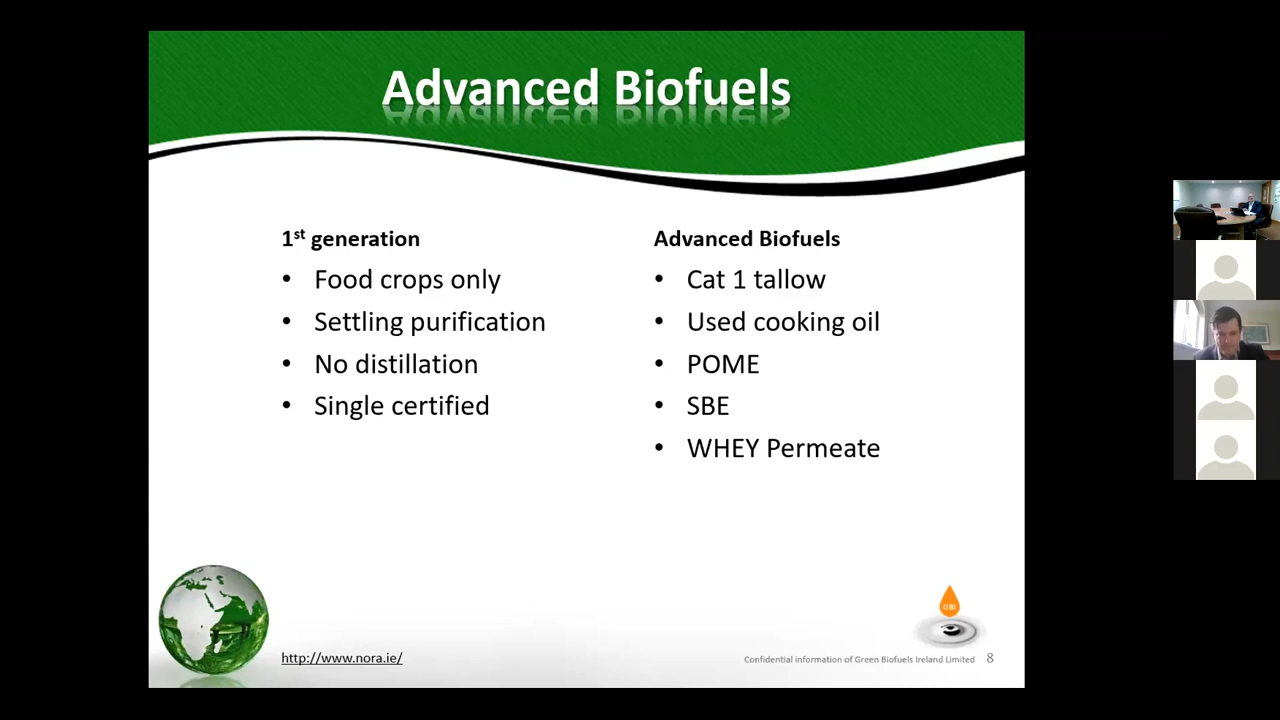 Advanced Biofuels
1st generation
• Food crops only
• Settling purification
• No distillation
• Single certified
Advanced Biofuels
• Cat 1 tallow
• Used cooking oil
• POME
• SBE
• WHEY Permeate
GBI
http://www.nora.ie/
Confidential information of Green Biofuels Ireland Limited 8